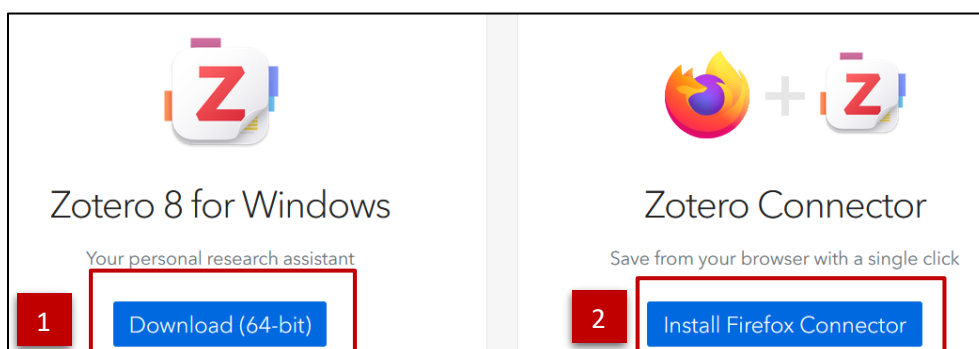 Z
Z
Zotero 8 for Windows
Your personal research assistant
1
Download (64-bit)
Zotero Connector
Save from your browser with a single click
2
Install Firefox Connector